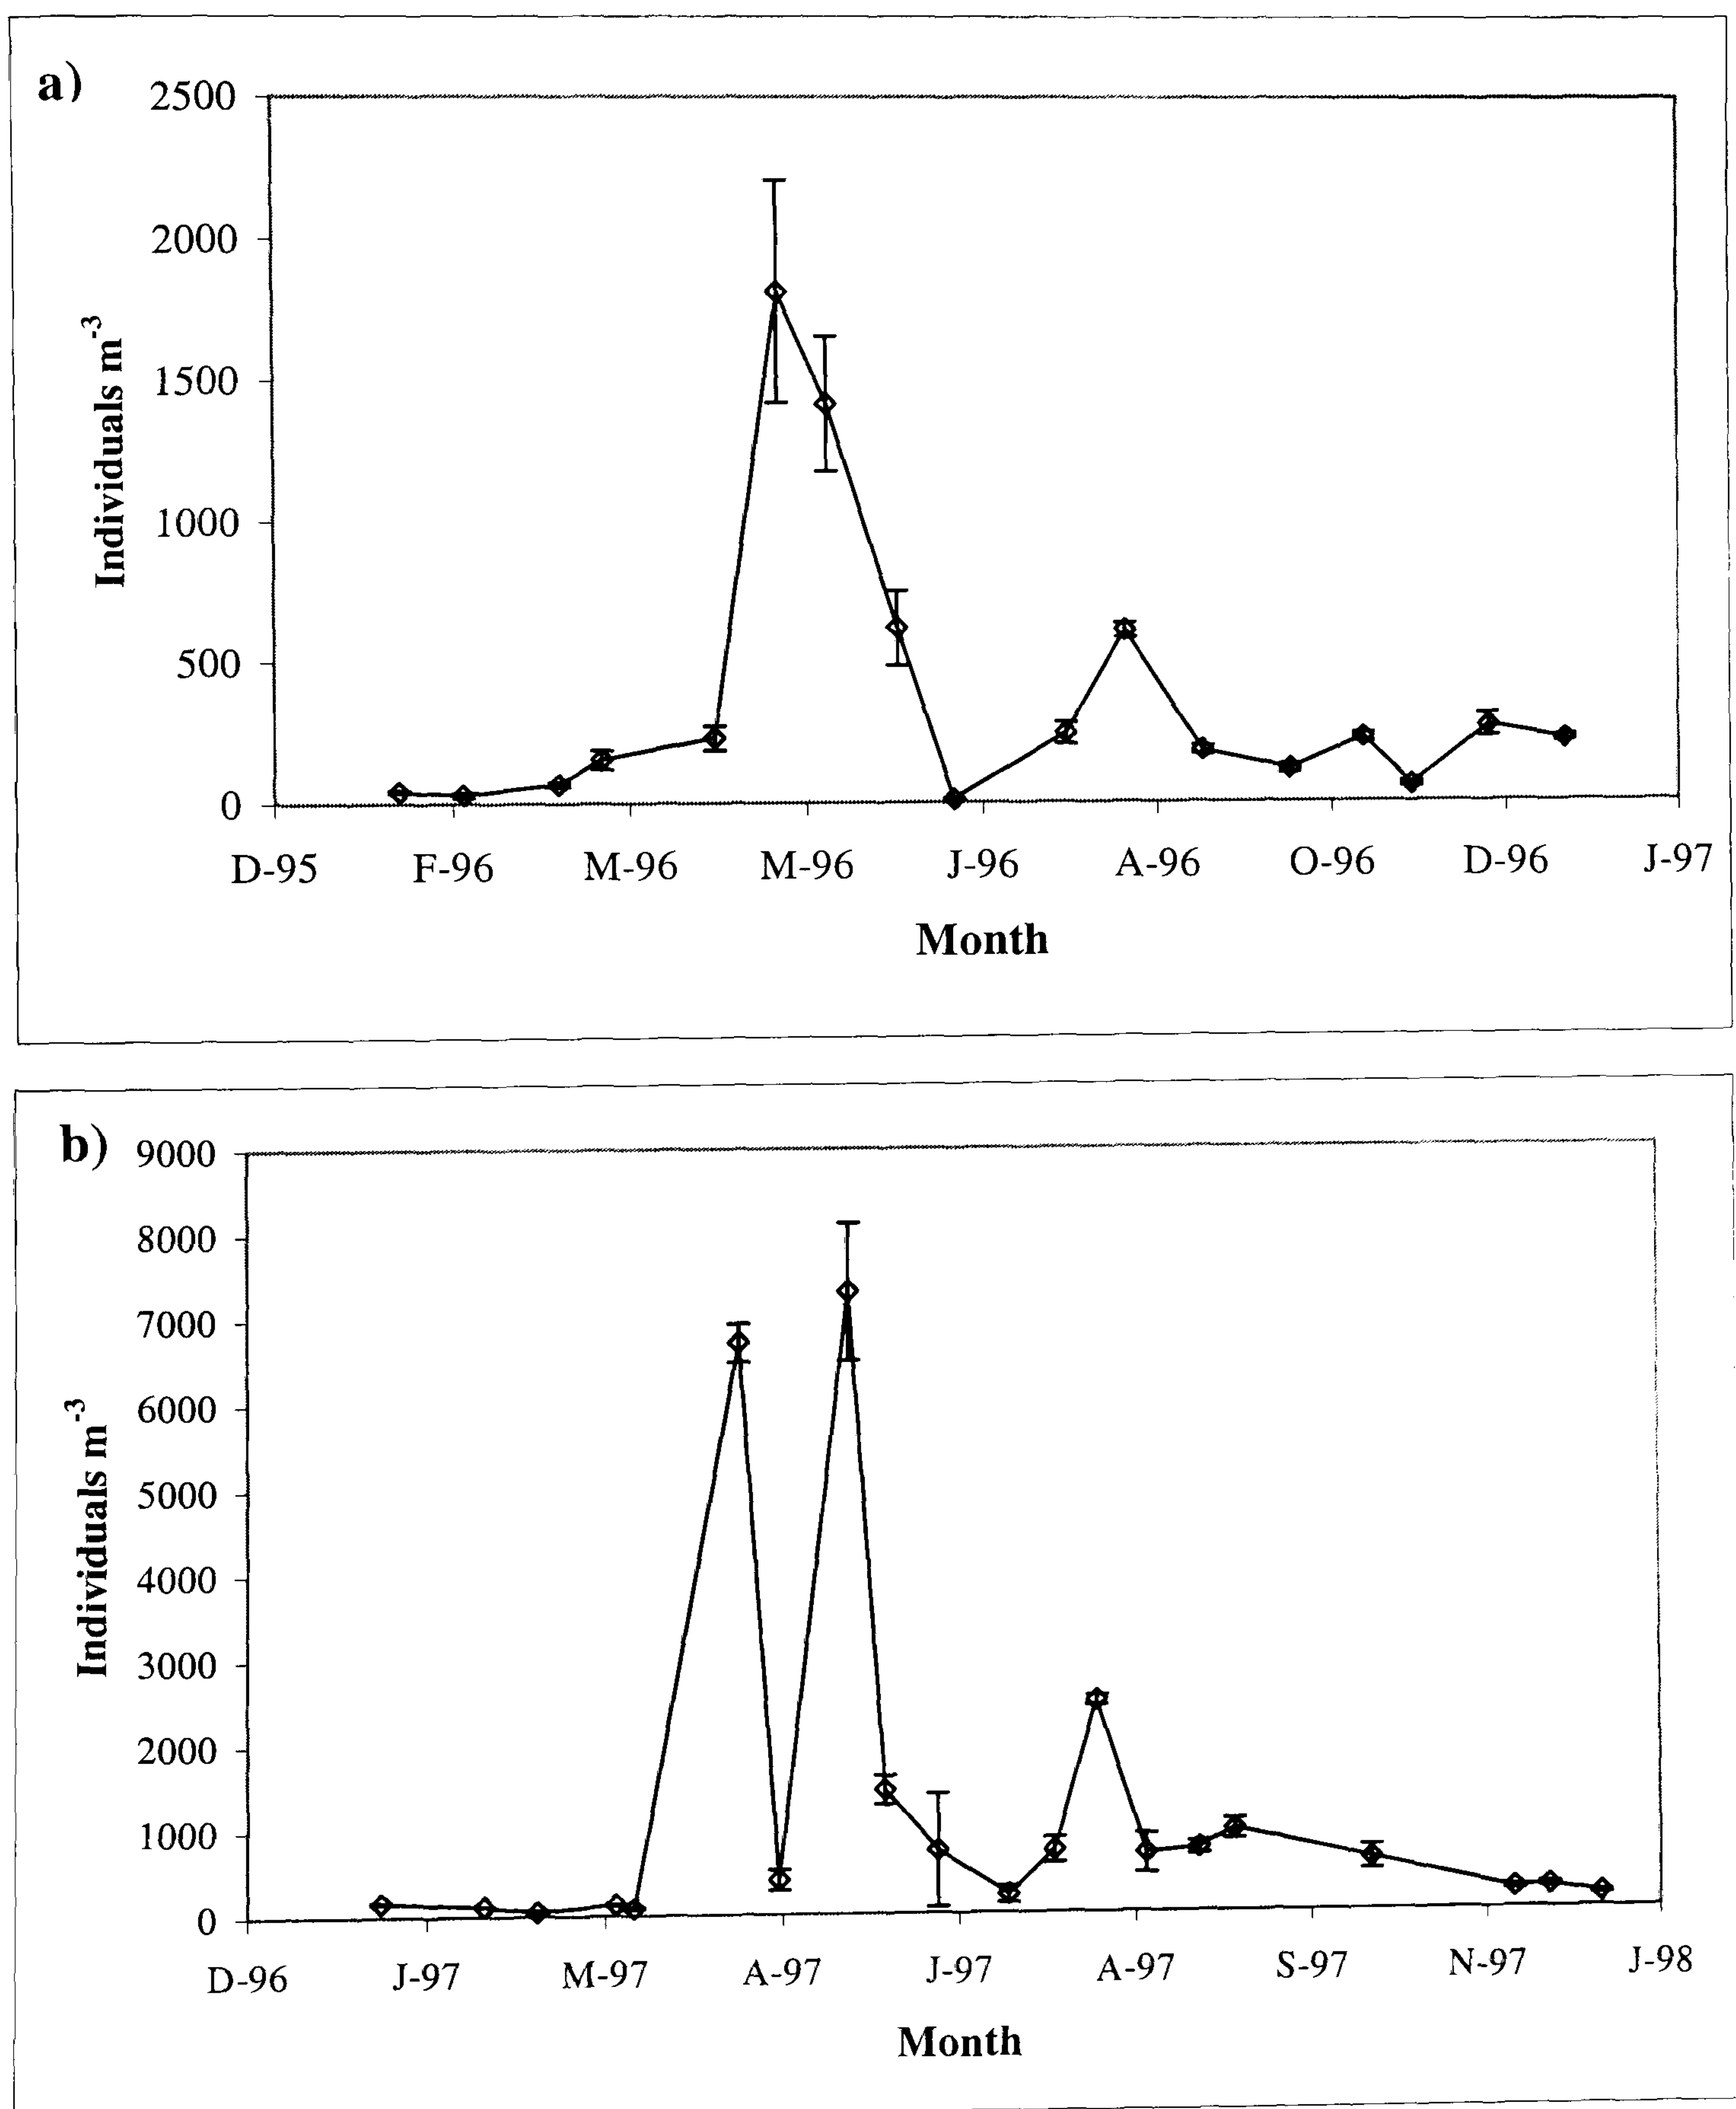 a)
2500
2000
1500
1000
500
0
Individuals m⁻³
D-95 F-96 M-96 M-96 J-96 A-96 O-96 D-96 J-97
Month
b)
9000
8000
7000
6000
5000
4000
3000
2000
1000
0
Individuals m⁻³
D-96 J-97 M-97 A-97 J-97 A-97 S-97 N-97 J-98
Month